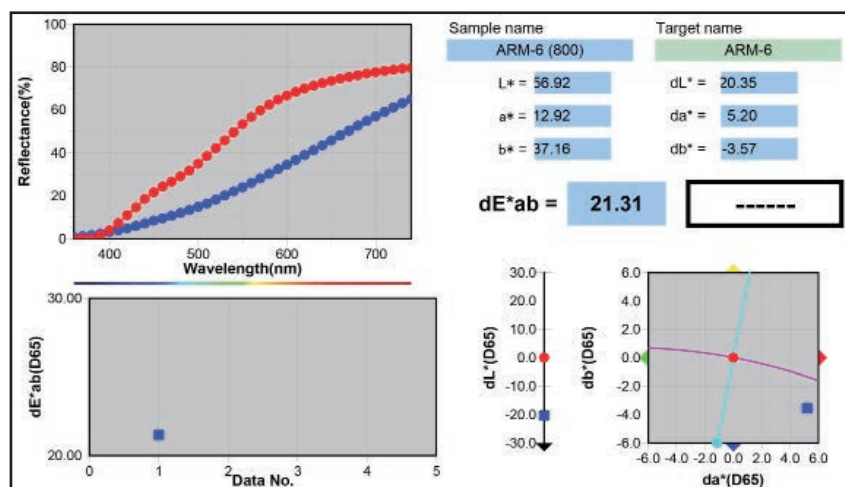 Sample name
Target name
ARM-6 (800)
ARM-6
L* = 56.92
dL* = 20.35
a* = 12.92
da* = 5.20
b* = 37.16
db* = -3.57
dE*ab = 21.31
------
Reflectance(%)
100
80
60
40
20
0
400 500 600 700
Wavelength(nm)
dE*ab(D65)
30.00
20.00
0 1 2 3 4 5
Data No.
dL*(D65)
30.0
20.0
10.0
0.0
-10.0
-20.0
-30.0
db*(D65)
6.0
4.0
2.0
0.0
-2.0
-4.0
-6.0
-6.0 -4.0 -2.0 0.0 2.0 4.0 6.0
da*(D65)